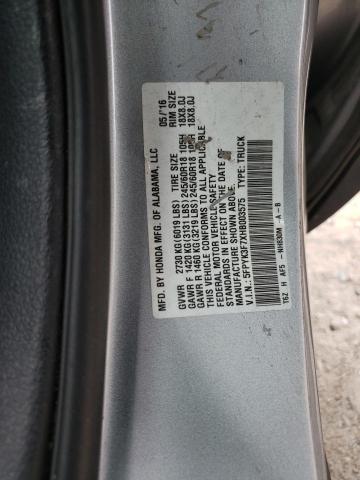 MFD. BY HONDA MFG. OF ALABAMA, LLC 05/'16
TIRE SIZE RIM SIZE
GVWR 2730 KG(6019 LBS)
GAWR F 1420 KG(3131 LBS) 245/60R18 105H 18X8.0J
GAWR R 1460 KG(3219 LBS) 245/60R18 105H 18X8.0J
THIS VEHICLE CONFORMS TO ALL APPLICABLE
FEDERAL MOTOR VEHICLE SAFETY
STANDARDS IN EFFECT ON THE DATE OF
MANUFACTURE SHOWN ABOVE.
V.I.N.: 5FPYK3F7XHB003575 TYPE: TRUCK
T6Z H AF5 -NH830M -A -B